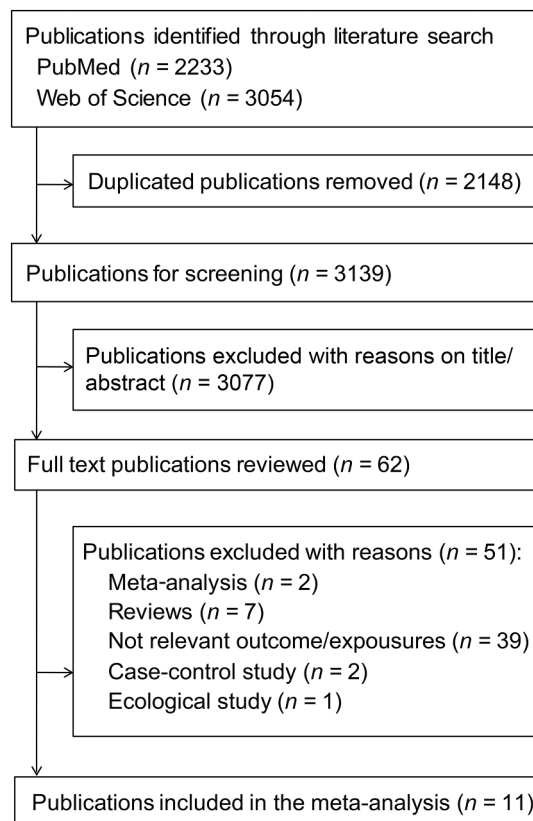 Publications identified through literature search
PubMed (n = 2233)
Web of Science (n = 3054)
Duplicated publications removed (n = 2148)
Publications for screening (n = 3139)
Publications excluded with reasons on title/
abstract (n = 3077)
Full text publications reviewed (n = 62)
Publications excluded with reasons (n = 51):
Meta-analysis (n = 2)
Reviews (n = 7)
Not relevant outcome/expousures (n = 39)
Case-control study (n = 2)
Ecological study (n = 1)
Publications included in the meta-analysis (n = 11)